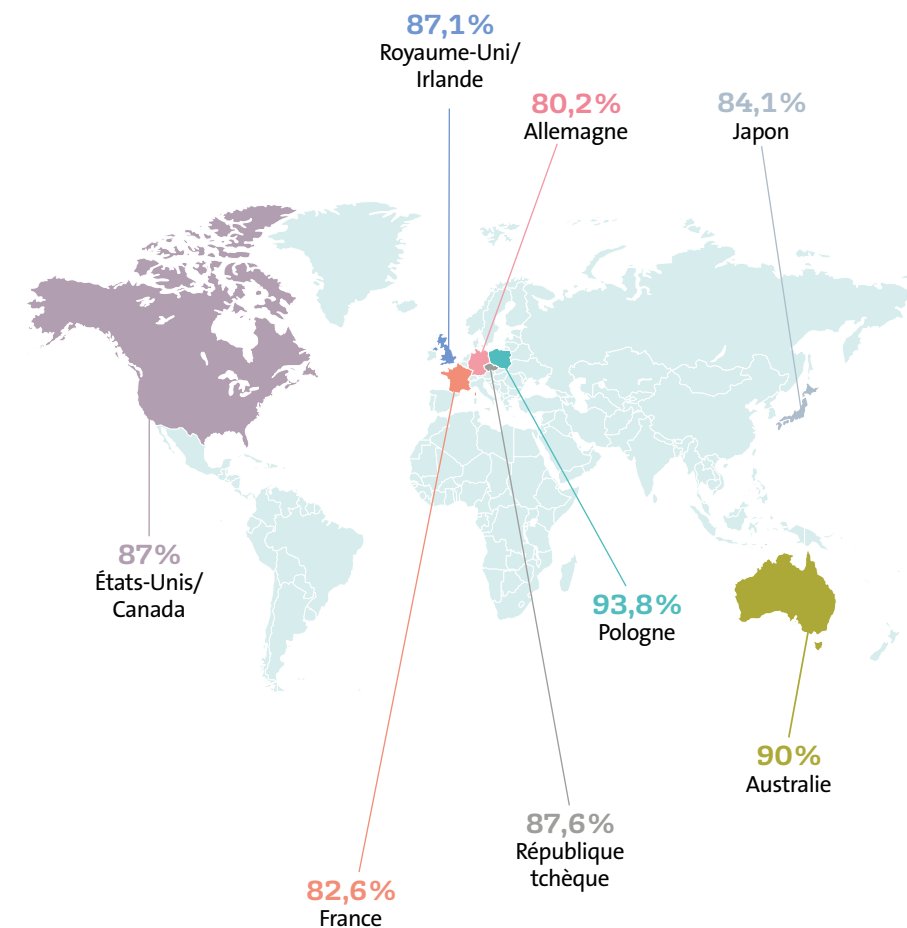 87,1 %
Royaume-Uni/
Irlande
80,2 %
Allemagne
84,1 %
Japon
87 %
États-Unis/
Canada
93,8 %
Pologne
90 %
Australie
87,6 %
République
tchèque
82,6 %
France